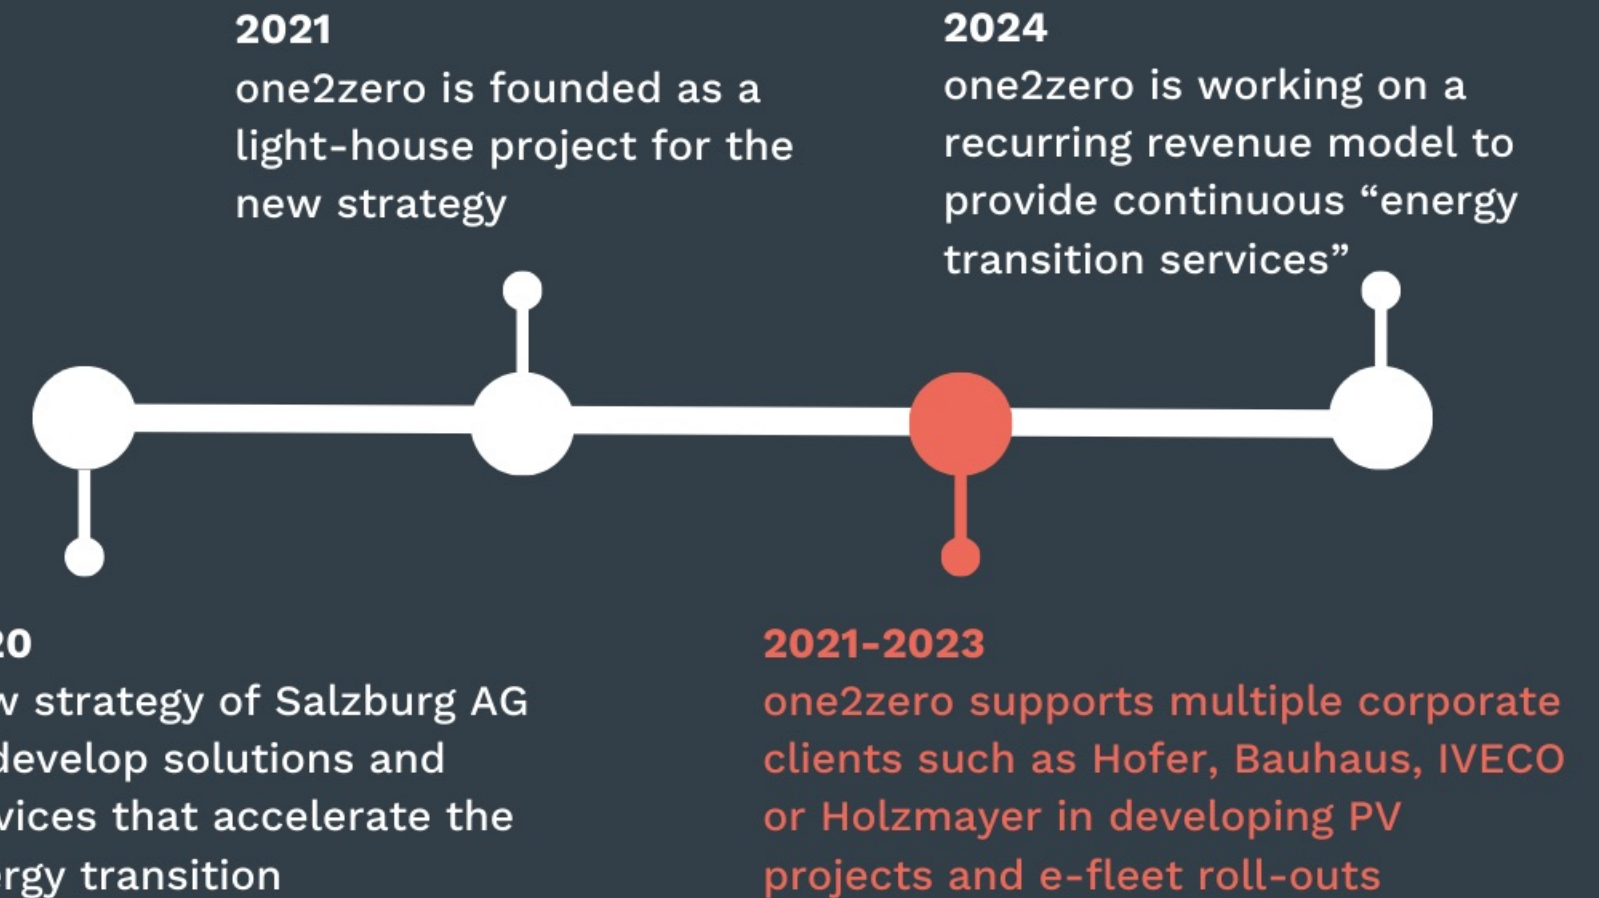 2021
one2zero is founded as a
light-house project for the
new strategy
2024
one2zero is working on a
recurring revenue model to
provide continuous “energy
transition services”
20
strategy of Salzburg AG
develop solutions and
that accelerate the
transition
2021-2023
one2zero supports multiple corporate
clients such as Hofer, Bauhaus, IVECO
or Holzmayer in developing PV
projects and e-fleet roll-outs